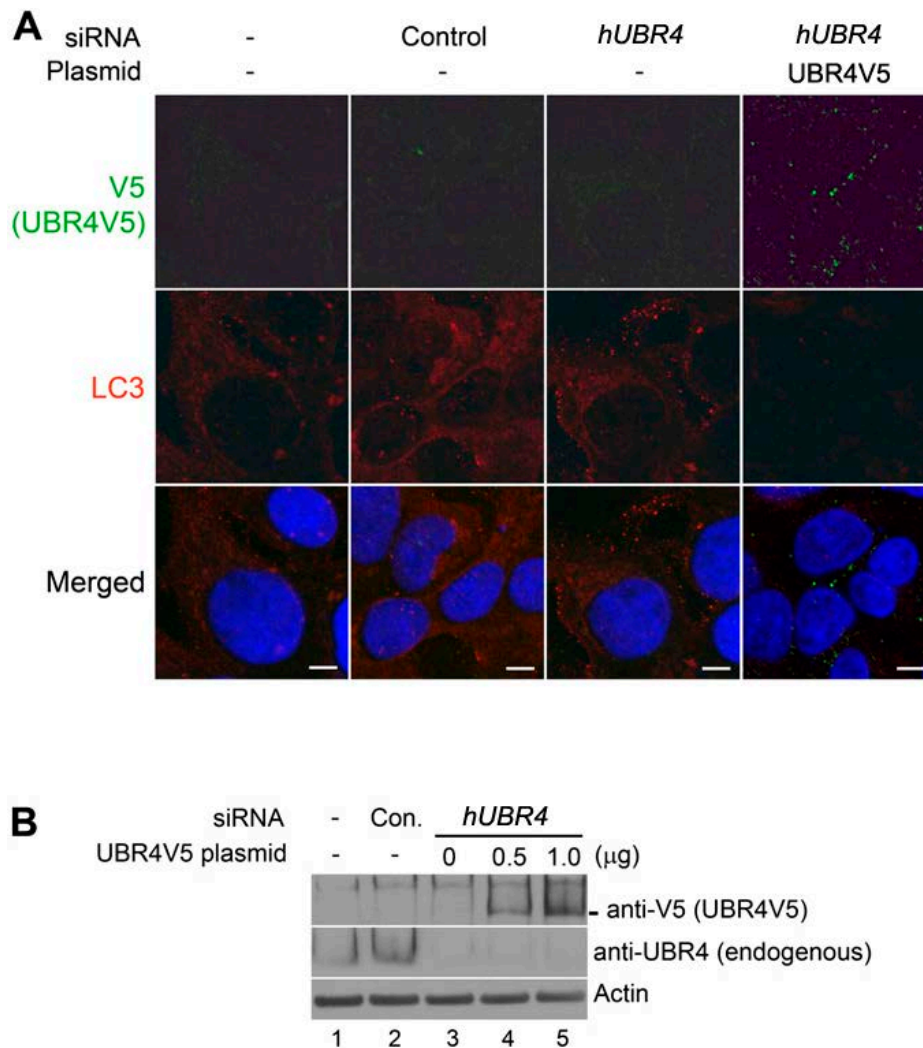 A
siRNA - Control hUBR4 hUBR4
Plasmid - - - UBR4V5
V5
(UBR4V5)
LC3
Merged
B
siRNA - Con. hUBR4
UBR4V5 plasmid - - 0 0.5 1.0 (μg)
anti-V5 (UBR4V5)
anti-UBR4 (endogenous)
Actin
1 2 3 4 5